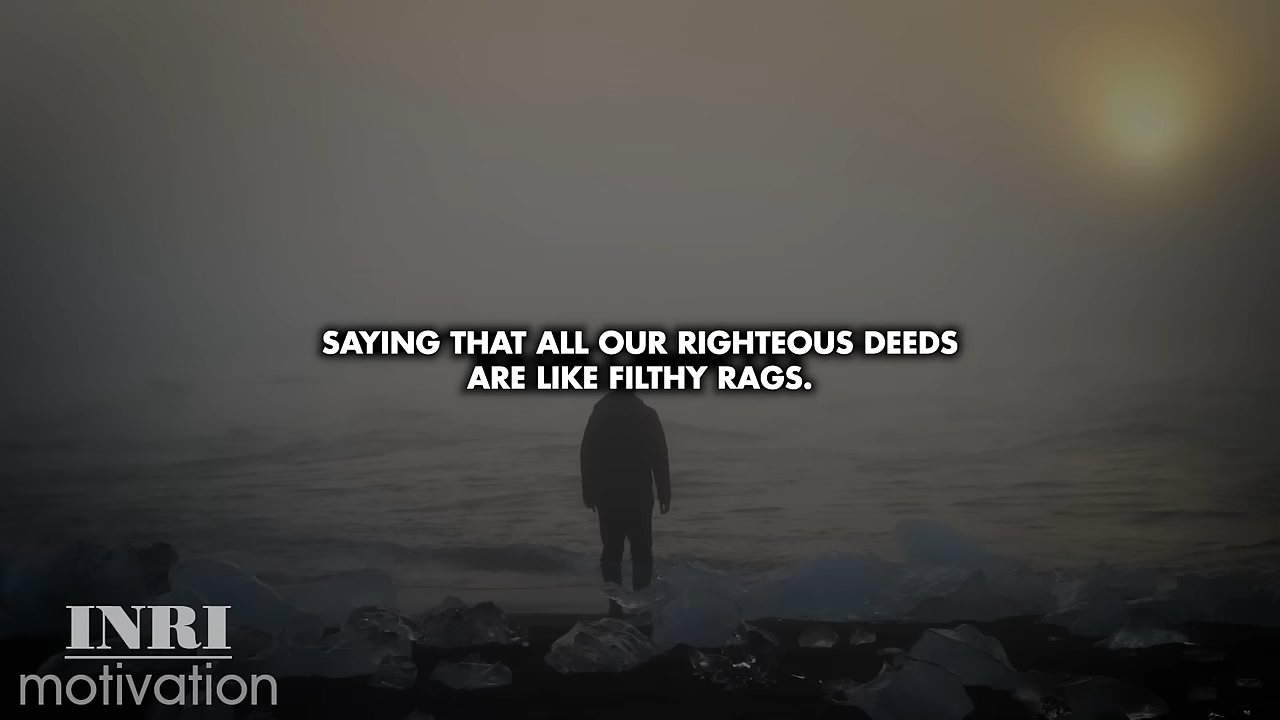 SAYING THAT ALL OUR RIGHTEOUS DEEDS
ARE LIKE FILTHY RAGS.
INRI
motivation